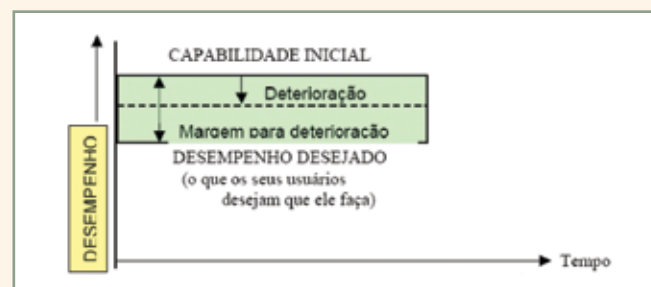 CAPABILIDADE INICIAL
Deterioração
Margem para deterioração
DESEMPENHO DESEJADO
(o que os seus usuários
desejam que ele faça)
DESEMPENHO
Tempo